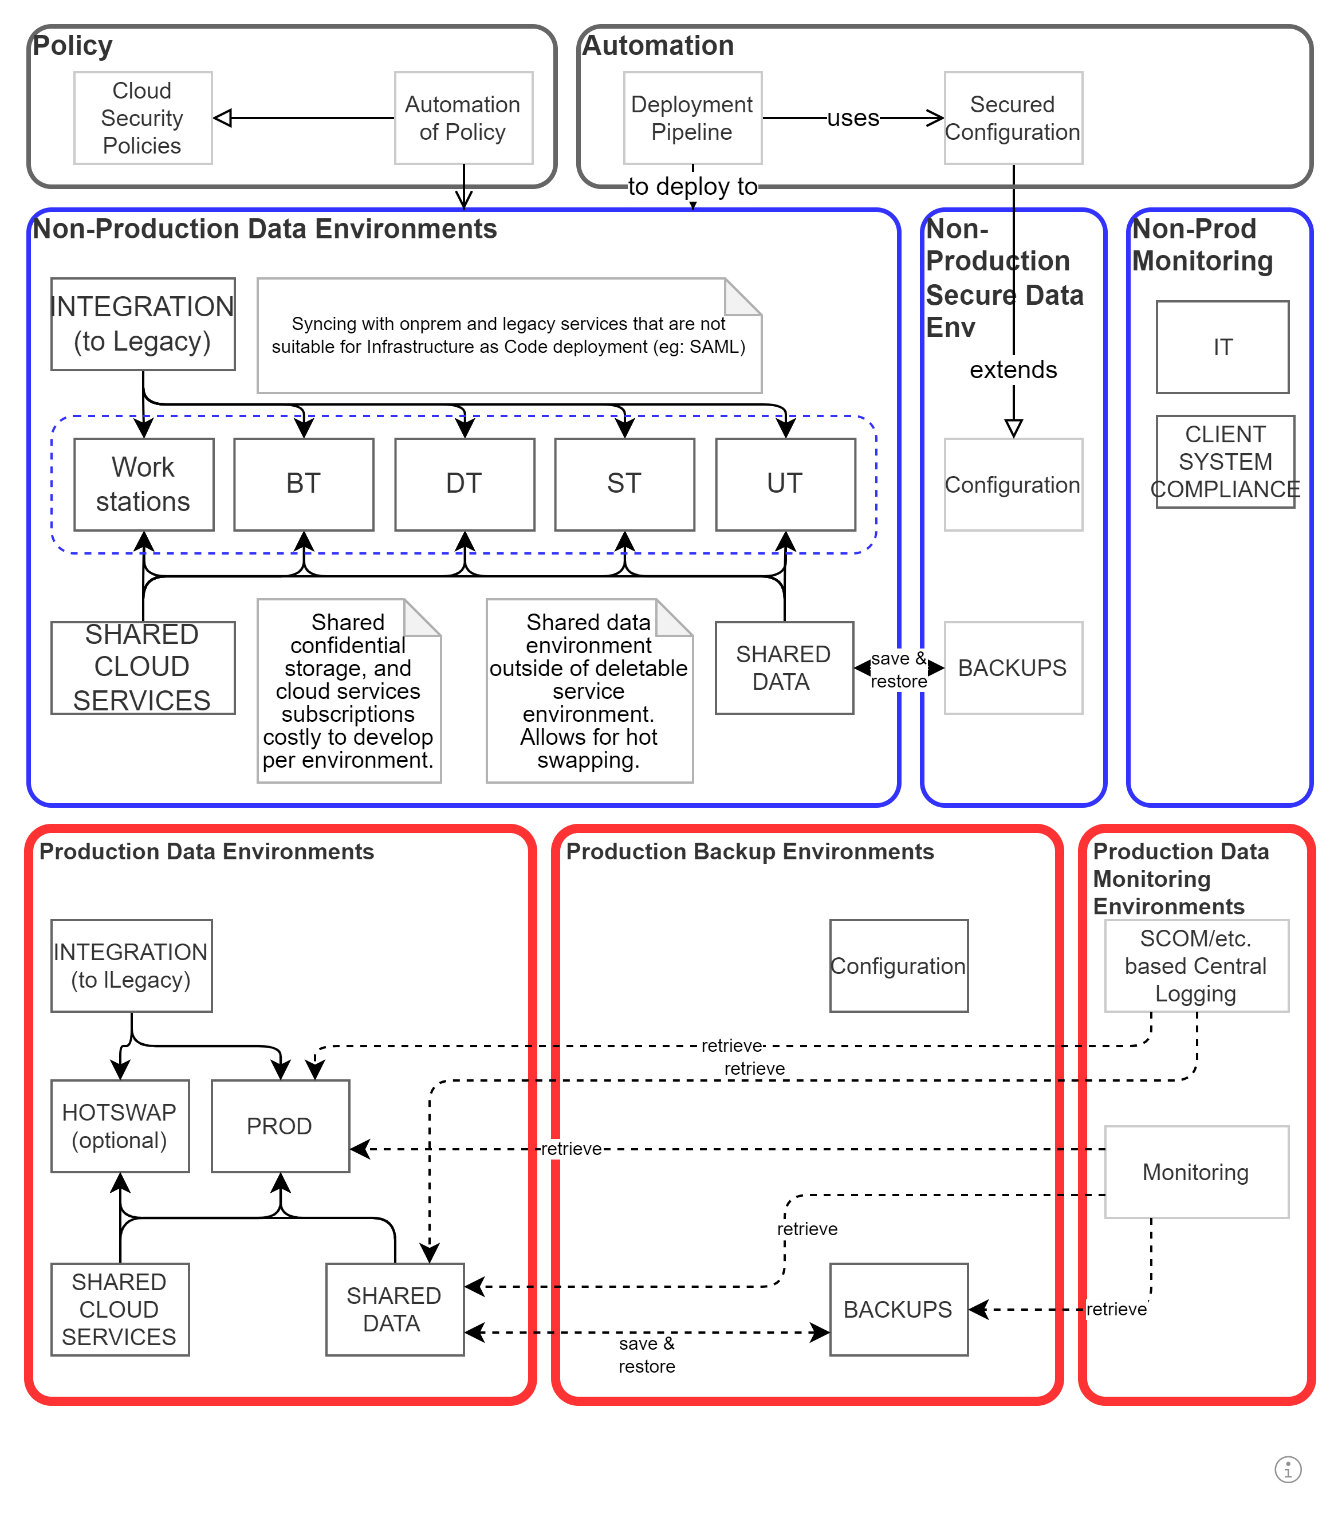 Policy
Cloud
Security
Policies
Automation
of Policy
Automation
Deployment
Pipeline
uses
Secured
Configuration
to deploy to
Non-Production Data Environments
INTEGRATION
(to Legacy)
Syncing with onprem and legacy services that are not
suitable for Infrastructure as Code deployment (eg: SAML)
Work
stations
BT
DT
ST
UT
SHARED
CLOUD
SERVICES
Shared
confidential
storage, and
cloud services
subscriptions
costly to develop
per environment.
Shared data
environment
outside of deletable
service
environment.
Allows for hot
swapping.
SHARED
DATA
save &
restore
Non-
Production
Secure Data
Env
extends
Configuration
BACKUPS
Non-Prod
Monitoring
IT
CLIENT
SYSTEM
COMPLIANCE
Production Data Environments
INTEGRATION
(to lLegacy)
HOTSWAP
(optional)
PROD
SHARED
CLOUD
SERVICES
SHARED
DATA
Production Backup Environments
Configuration
retrieve
retrieve
retrieve
retrieve
BACKUPS
save &
restore
Production Data
Monitoring
Environments
SCOM/etc.
based Central
Logging
Monitoring
retrieve